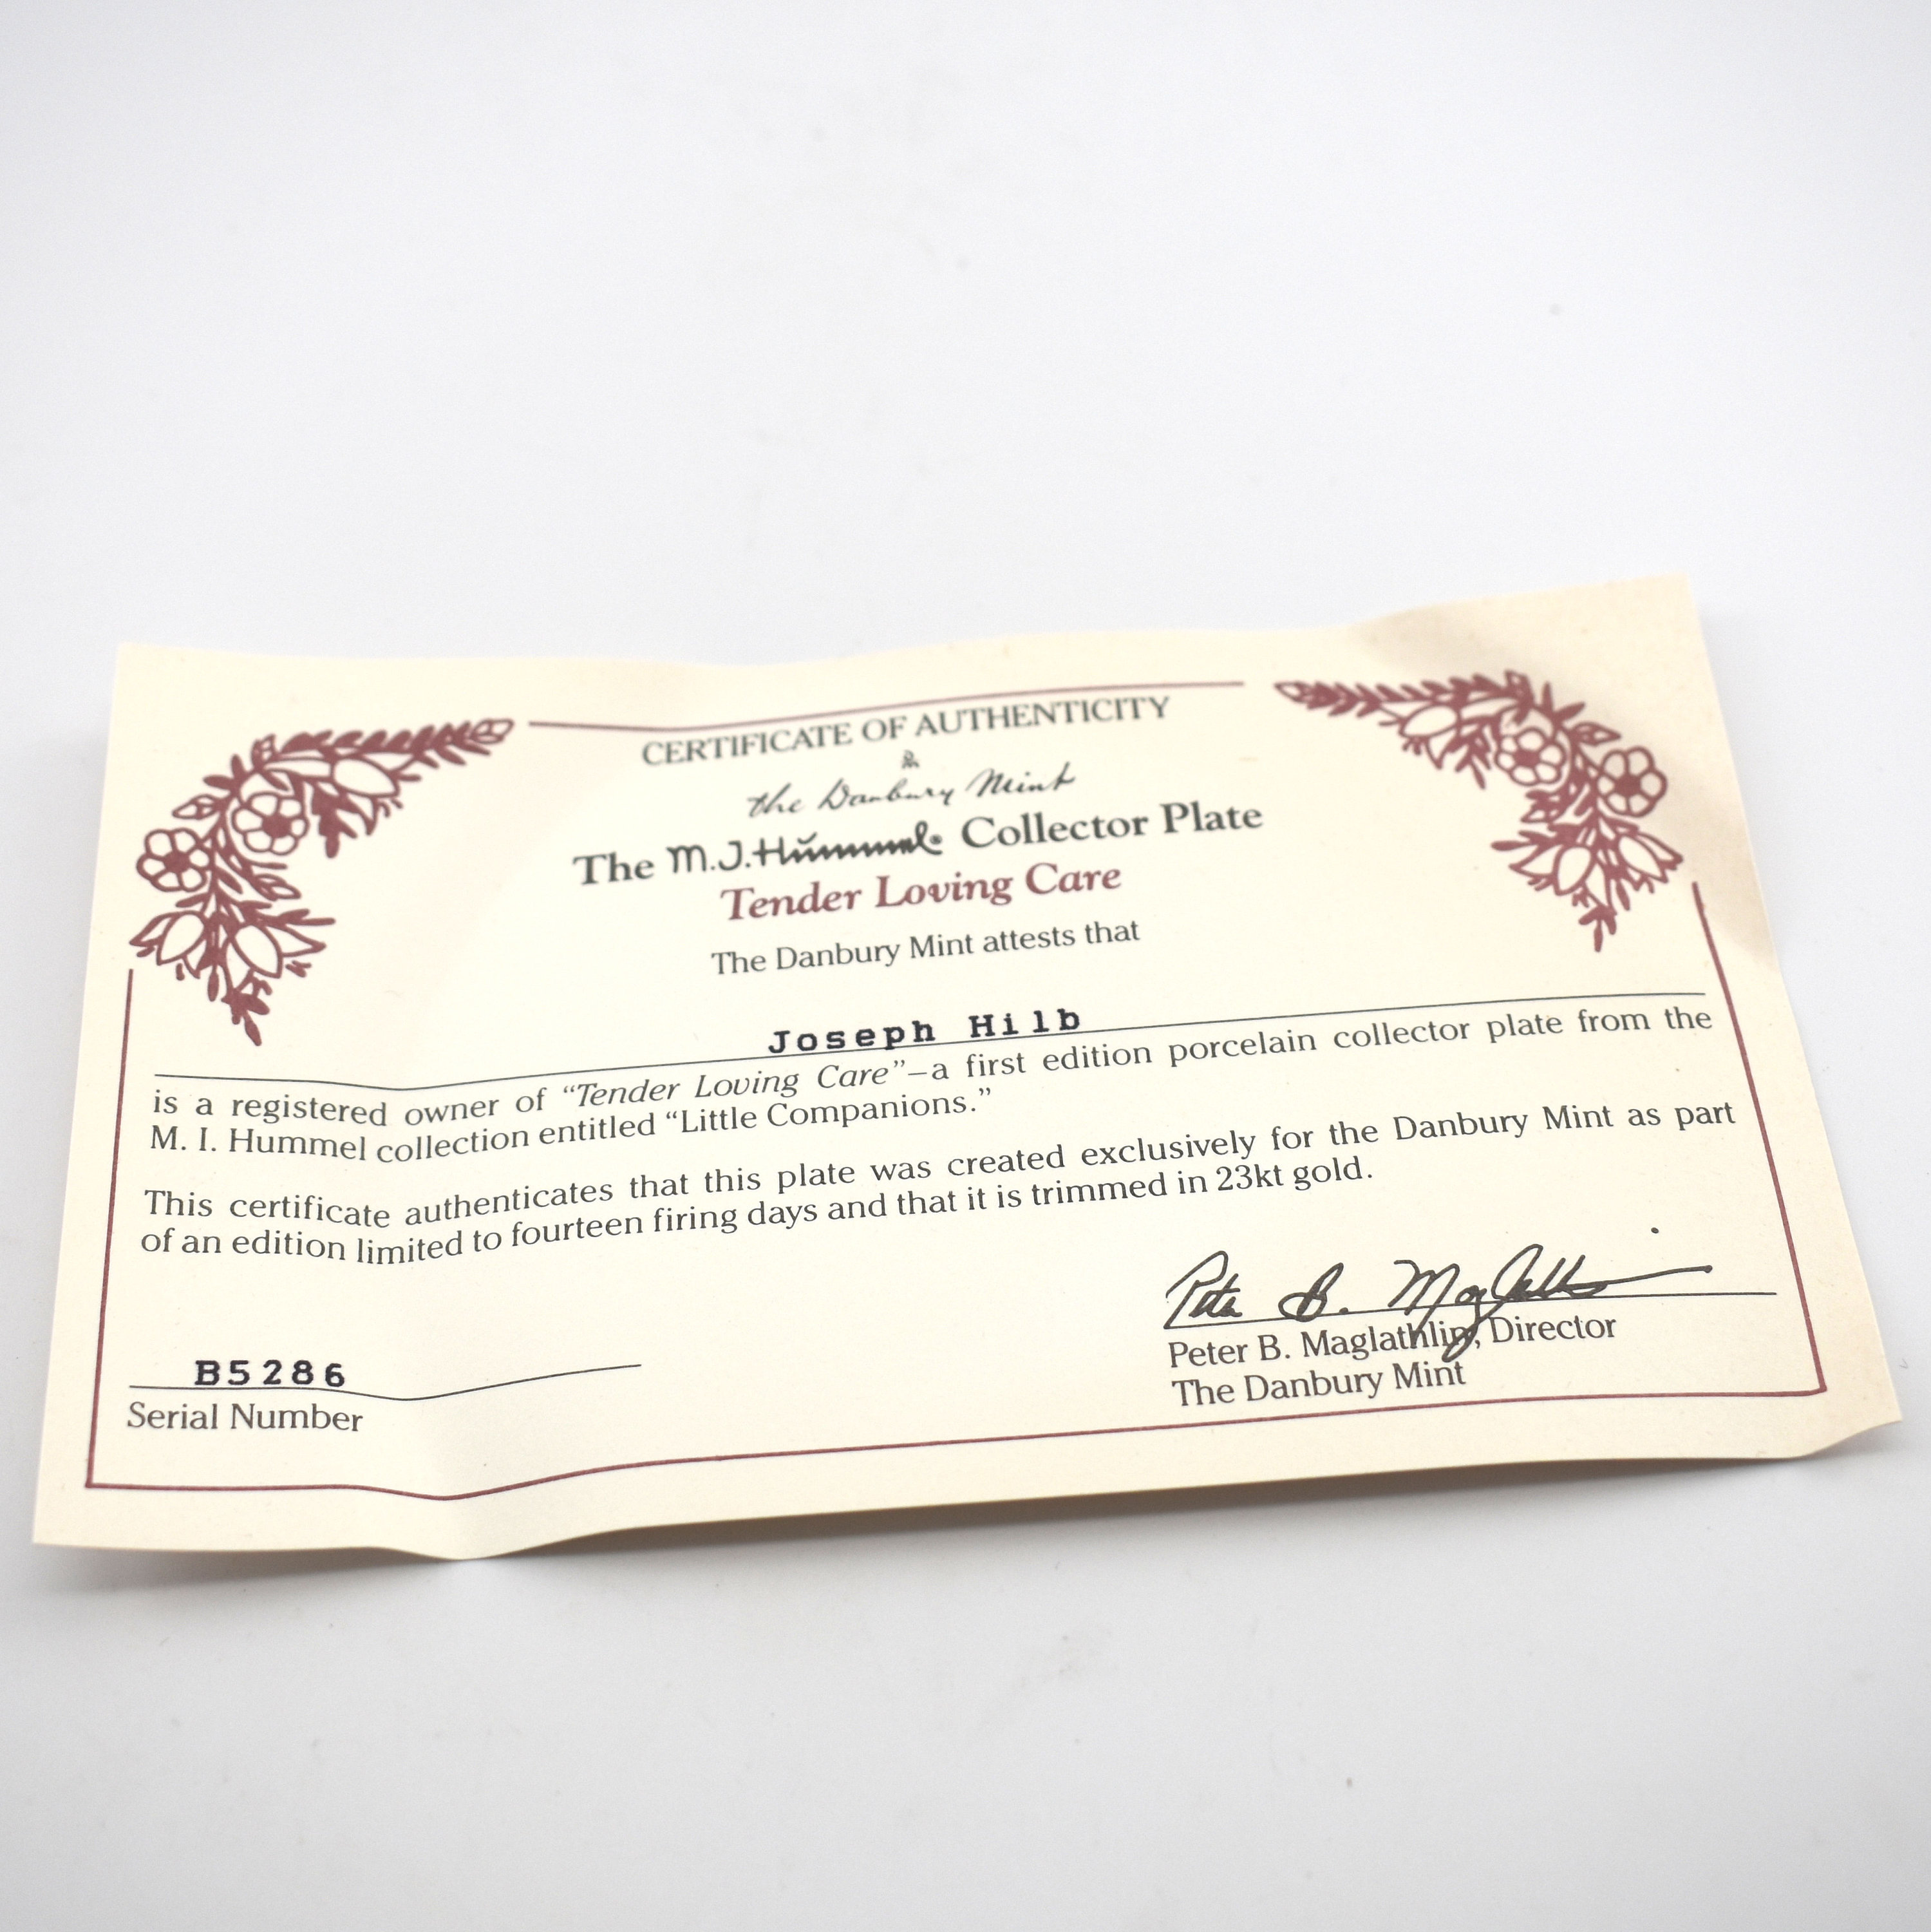 CERTIFICATE OF AUTHENTICITY
the Danbury Mint
The M.J.Hummel® Collector Plate
Tender Loving Care
The Danbury Mint attests that
Joseph Hilb
is a registered owner of “Tender Loving Care”–a first edition porcelain collector plate from the
M. I. Hummel collection entitled “Little Companions.”
This certificate authenticates that this plate was created exclusively for the Danbury Mint as part
of an edition limited to fourteen firing days and that it is trimmed in 23kt gold.
Peter B. Maglathlin
Peter B. Maglathlin, Director
The Danbury Mint
B5286
Serial Number